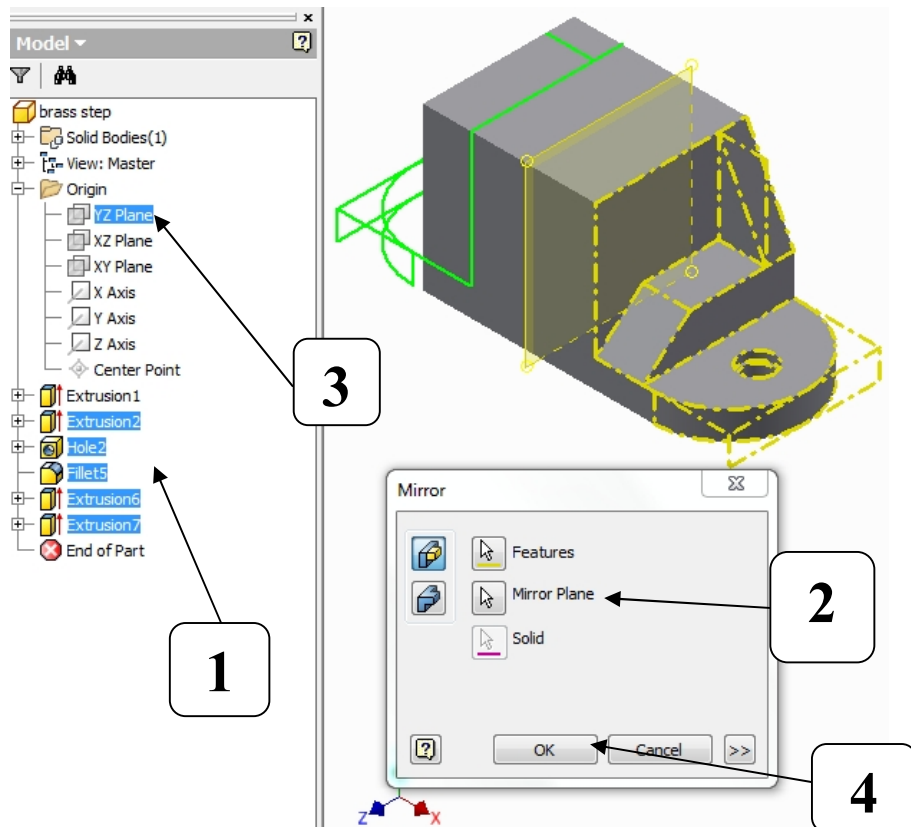 Model
brass step
Solid Bodies(1)
View: Master
Origin
YZ Plane
XZ Plane
XY Plane
X Axis
Y Axis
Z Axis
Center Point
Extrusion1
Extrusion2
Hole2
Fillet5
Extrusion6
Extrusion7
End of Part
3
1
Mirror
Features
Mirror Plane
Solid
OK
Cancel
>>
2
4
Z
X